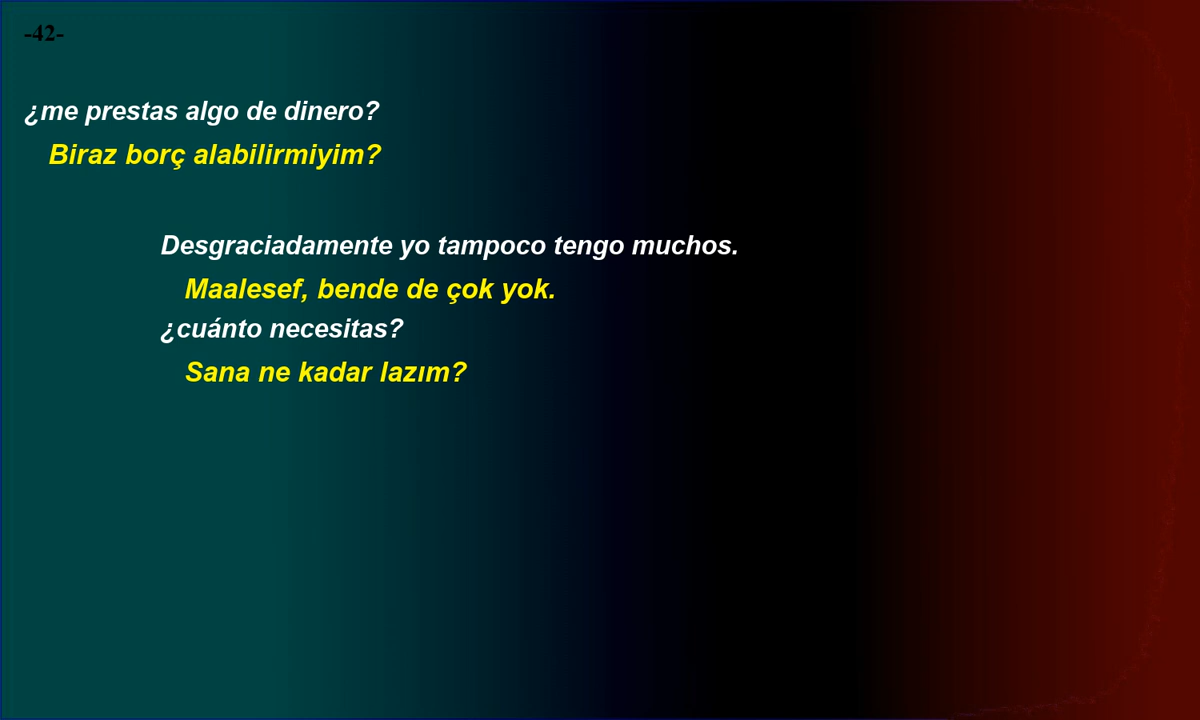 -42-
¿me prestas algo de dinero?
Biraz borç alabilirmiyim?
Desgraciadamente yo tampoco tengo muchos.
Maalesef, bende de çok yok.
¿cuánto necesitas?
Sana ne kadar lazım?